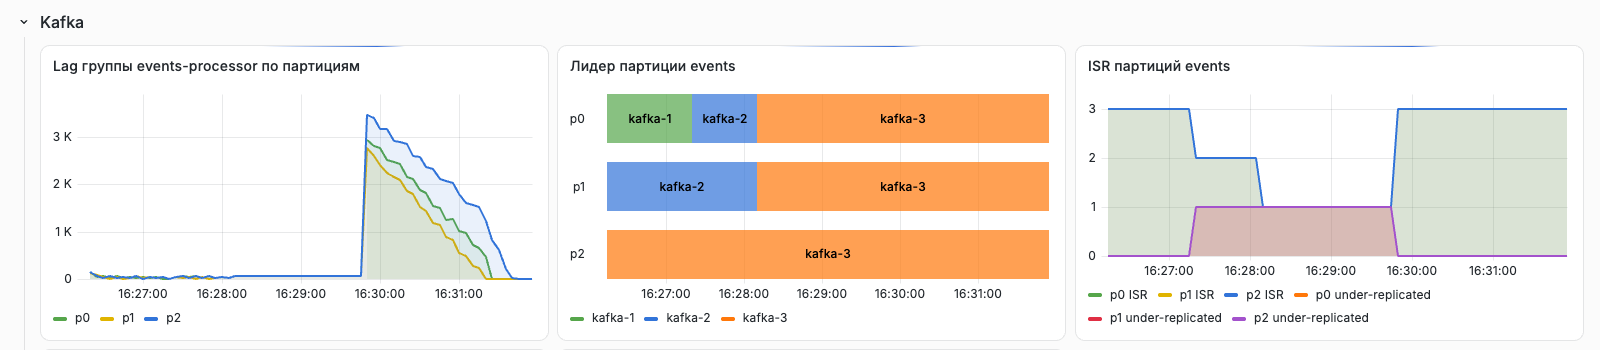 Kafka
Lag группы events-processor по партициям
3 K
2 K
1 K
0
16:27:00 16:28:00 16:29:00 16:30:00 16:31:00
p0 p1 p2
Лидер партиции events
p0 kafka-1 kafka-2 kafka-3
p1 kafka-2 kafka-3
p2 kafka-3
16:27:00 16:28:00 16:29:00 16:30:00 16:31:00
kafka-1 kafka-2 kafka-3
ISR партиций events
3
2
1
0
16:27:00 16:28:00 16:29:00 16:30:00 16:31:00
p0 ISR p1 ISR p2 ISR p0 under-replicated
p1 under-replicated p2 under-replicated